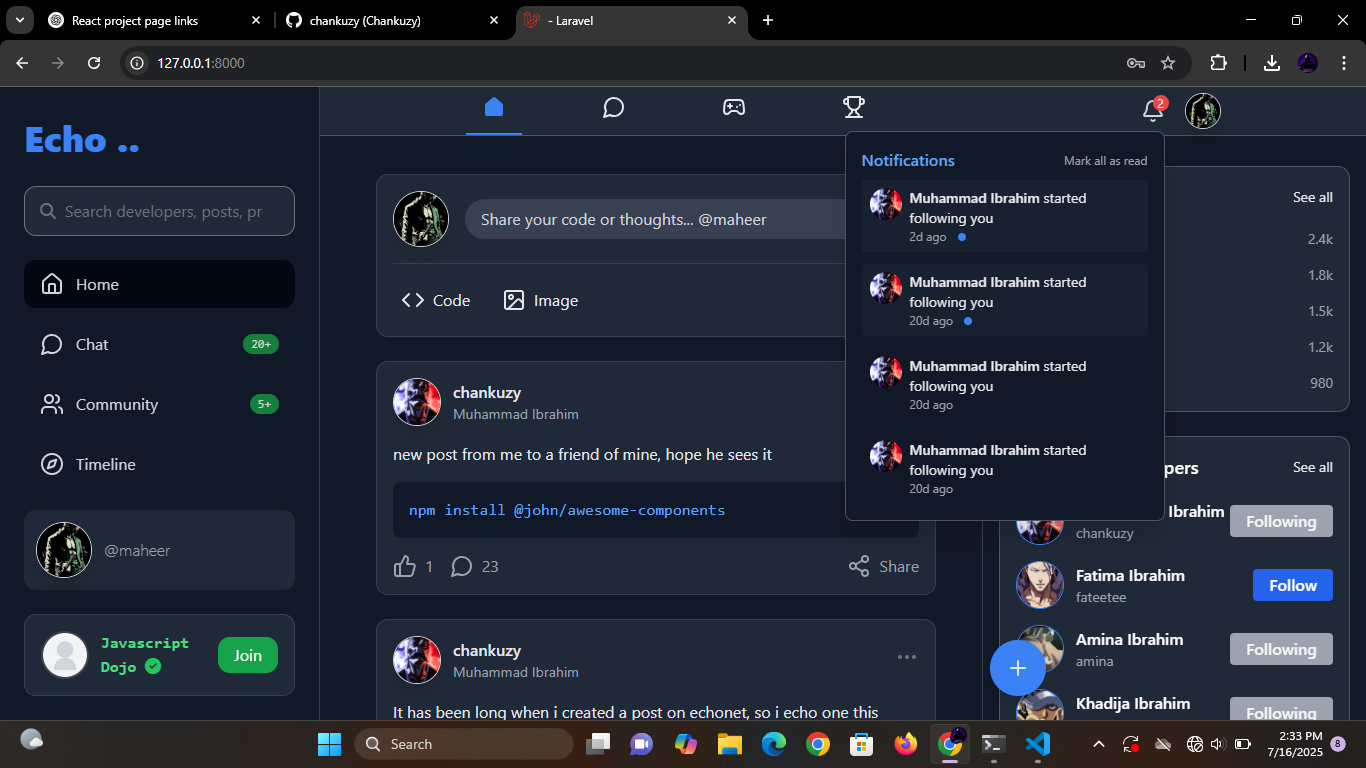 React project page links
chankuzy (Chankuzy)
- Laravel
127.0.0.1:8000
Echo ..
Search developers, posts, pr
Home
Chat
20+
Community
5+
Timeline
@maheer
Javascript
Dojo
Join
2
Share your code or thoughts... @maheer
Code
Image
chankuzy
Muhammad Ibrahim
new post from me to a friend of mine, hope he sees it
npm install @john/awesome-components
1
23
Share
chankuzy
Muhammad Ibrahim
It has been long when i created a post on echonet, so i echo one this
Notifications
Mark all as read
Muhammad Ibrahim started
following you
2d ago
Muhammad Ibrahim started
following you
20d ago
Muhammad Ibrahim started
following you
20d ago
Muhammad Ibrahim started
following you
20d ago
See all
2.4k
1.8k
1.5k
1.2k
980
pers
See all
Ibrahim
chankuzy
Following
Fatima Ibrahim
fateetee
Follow
Amina Ibrahim
amina
Following
Khadija Ibrahim
Following
Search
2:33 PM
7/16/2025
8